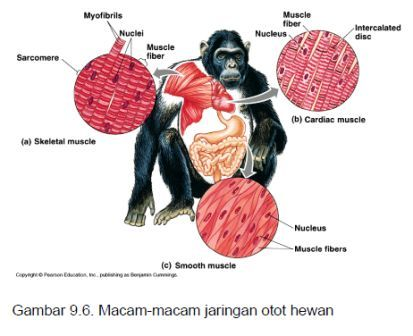 Myofibrils
Nuclei
Muscle
fiber
Sarcomere
(a) Skeletal muscle
Muscle
fiber
Nucleus
Intercalated
disc
(b) Cardiac muscle
Nucleus
Muscle fibers
(c) Smooth muscle
Copyright © Pearson Education, Inc., publishing as Benjamin Cummings.
Gambar 9.6. Macam-macam jaringan otot hewan